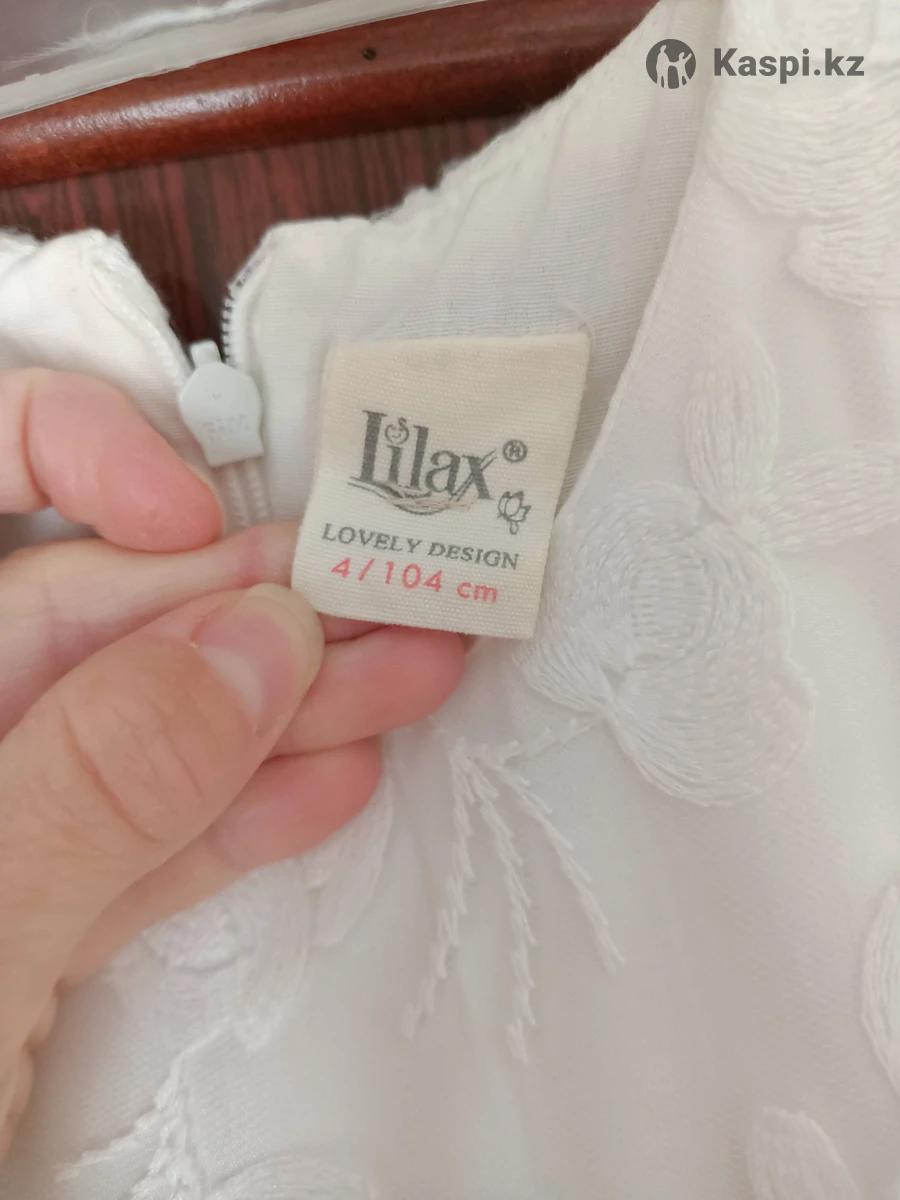 Kaspi.kz
Lilax®
LOVELY DESIGN
4/104 cm